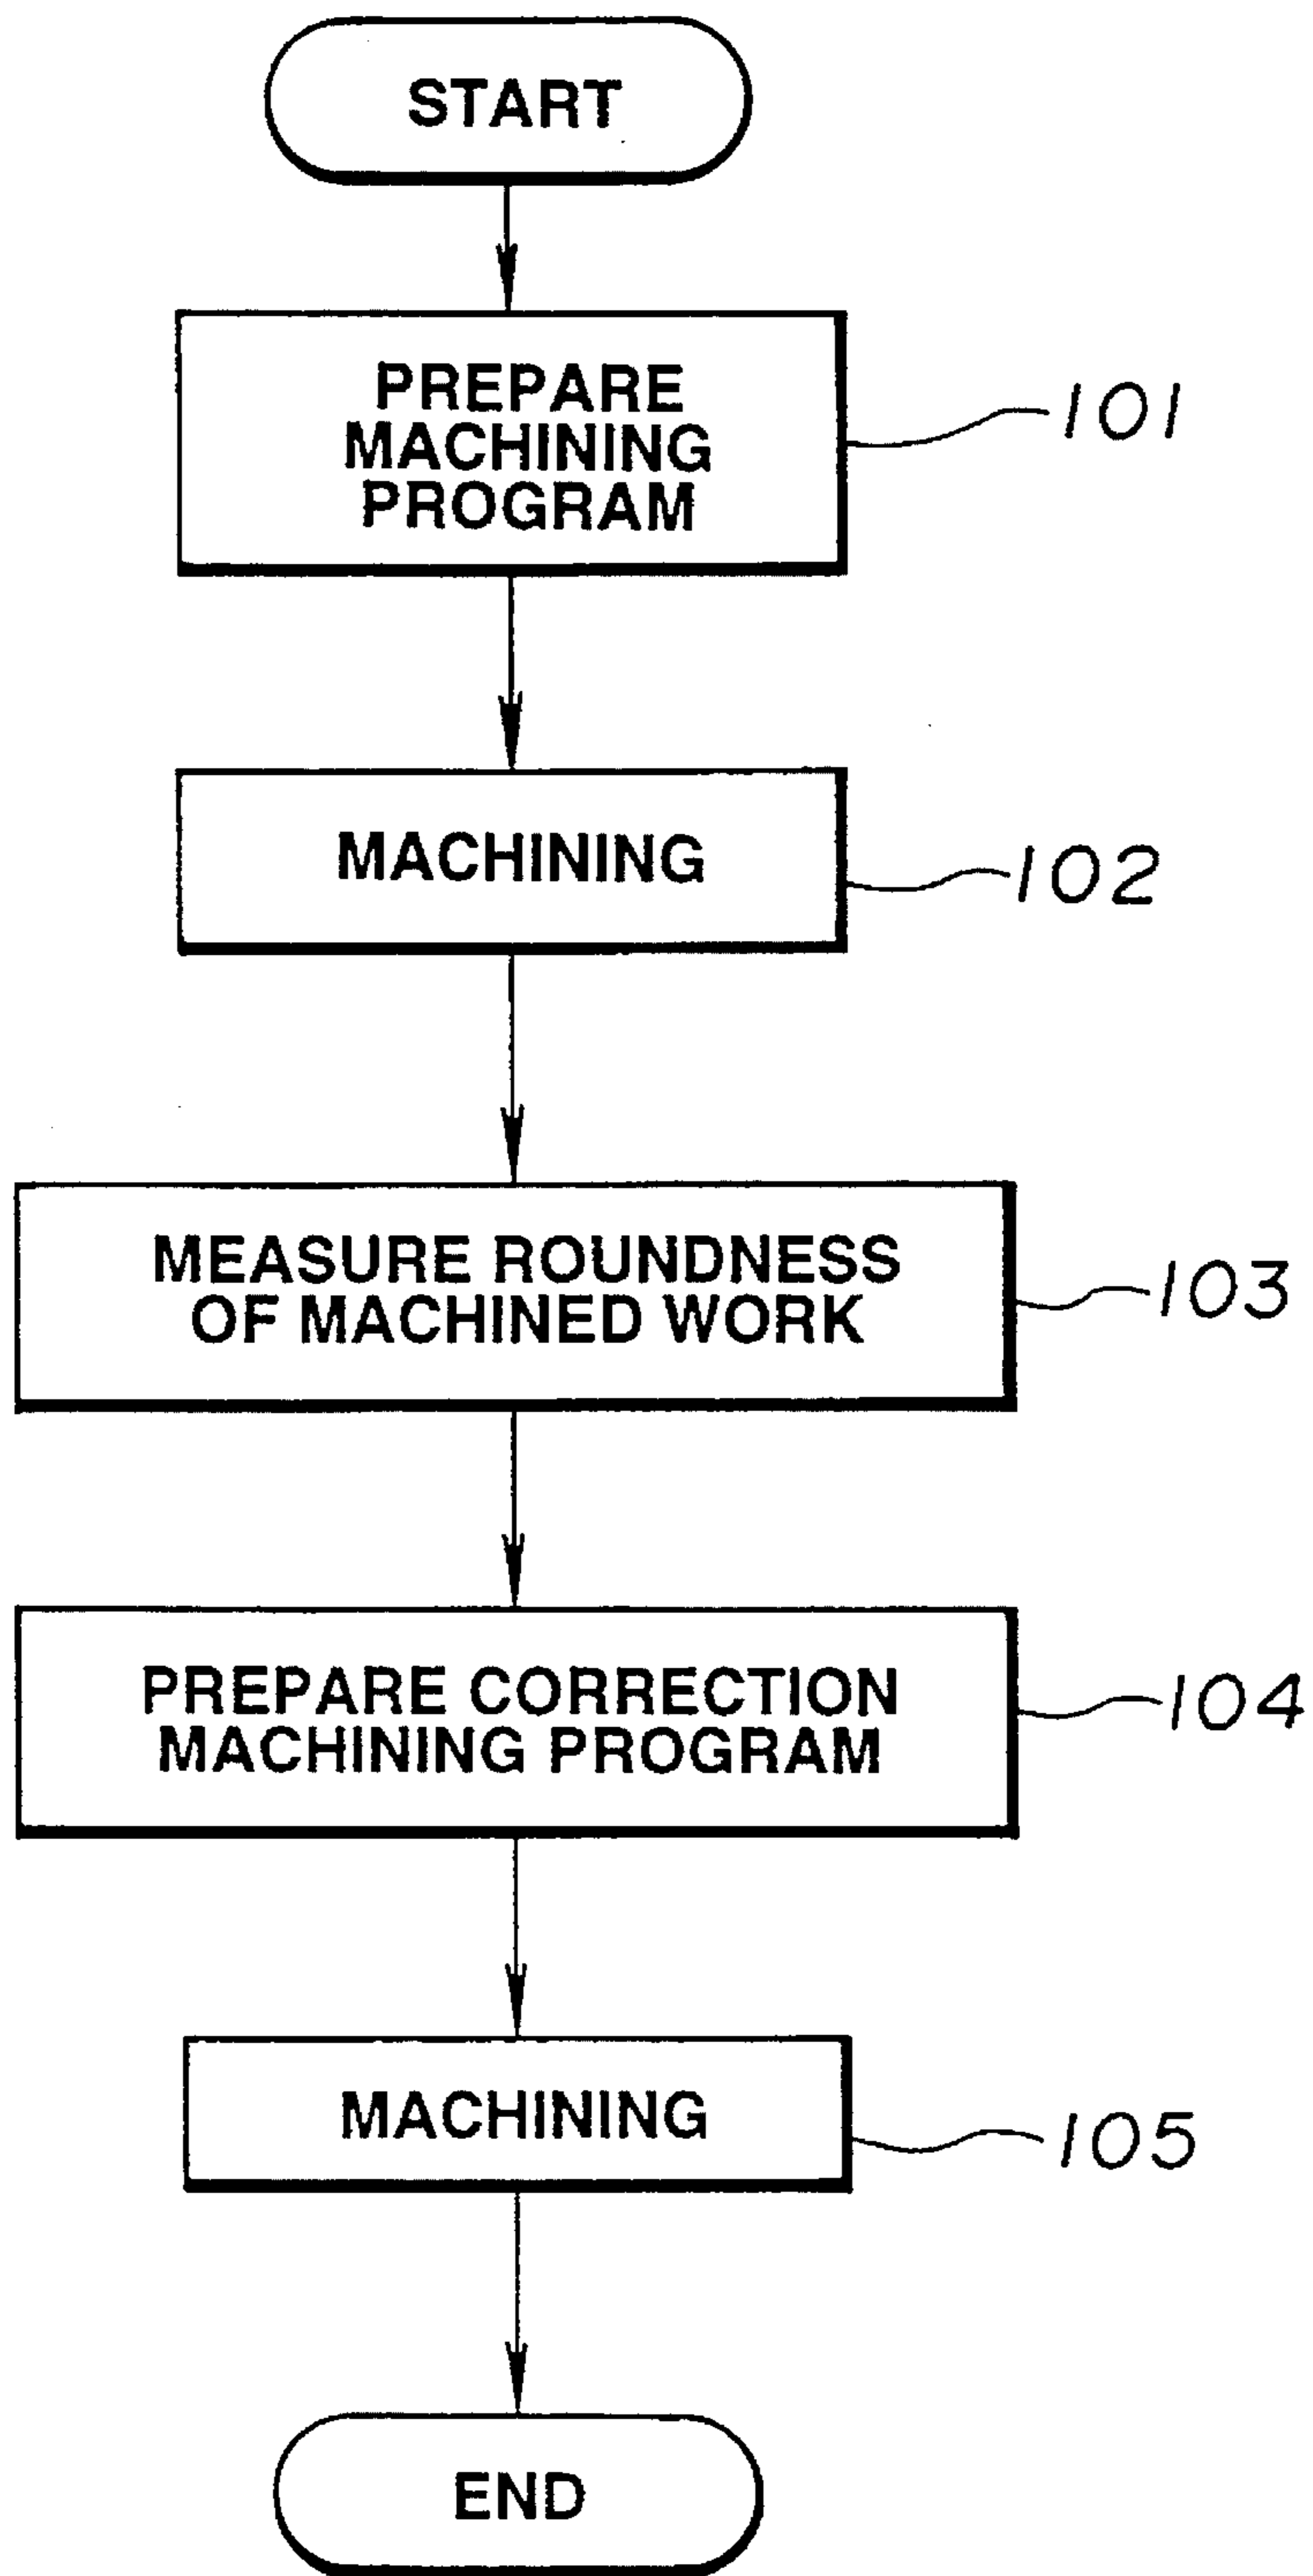 START
PREPARE
MACHINING
PROGRAM
101
MACHINING
102
MEASURE ROUNDNESS
OF MACHINED WORK
103
PREPARE CORRECTION
MACHINING PROGRAM
104
MACHINING
105
END